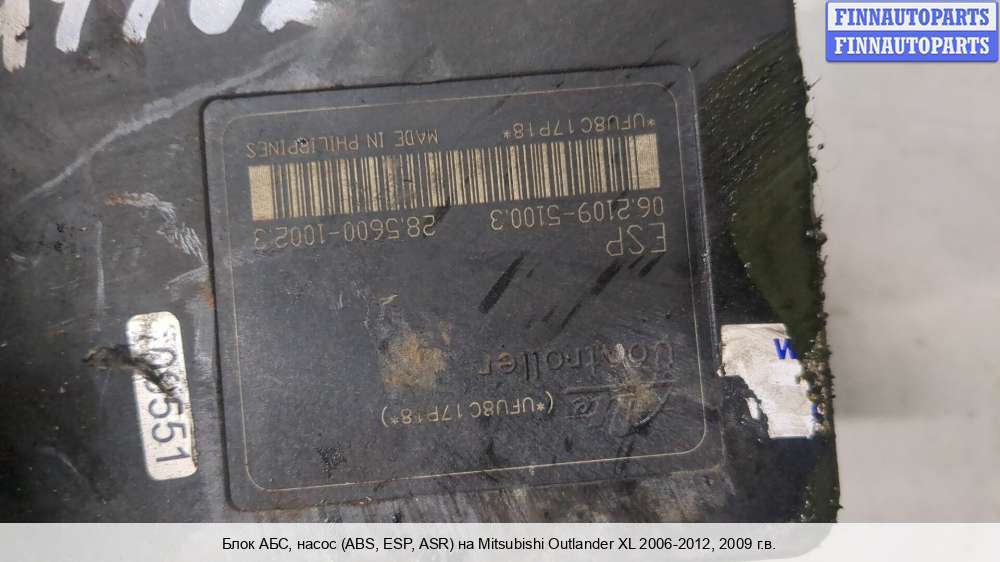 FINNAUTOPARTS
FINNAUTOPARTS
*UFU8C17P18* MADE IN PHILIPPINES
06.2109-5100.3 28.5600-1002.3
ESP
Controller
(*UFU8C17P18*)
08551
Блок АБС, насос (ABS, ESP, ASR) на Mitsubishi Outlander XL 2006-2012, 2009 г.в.